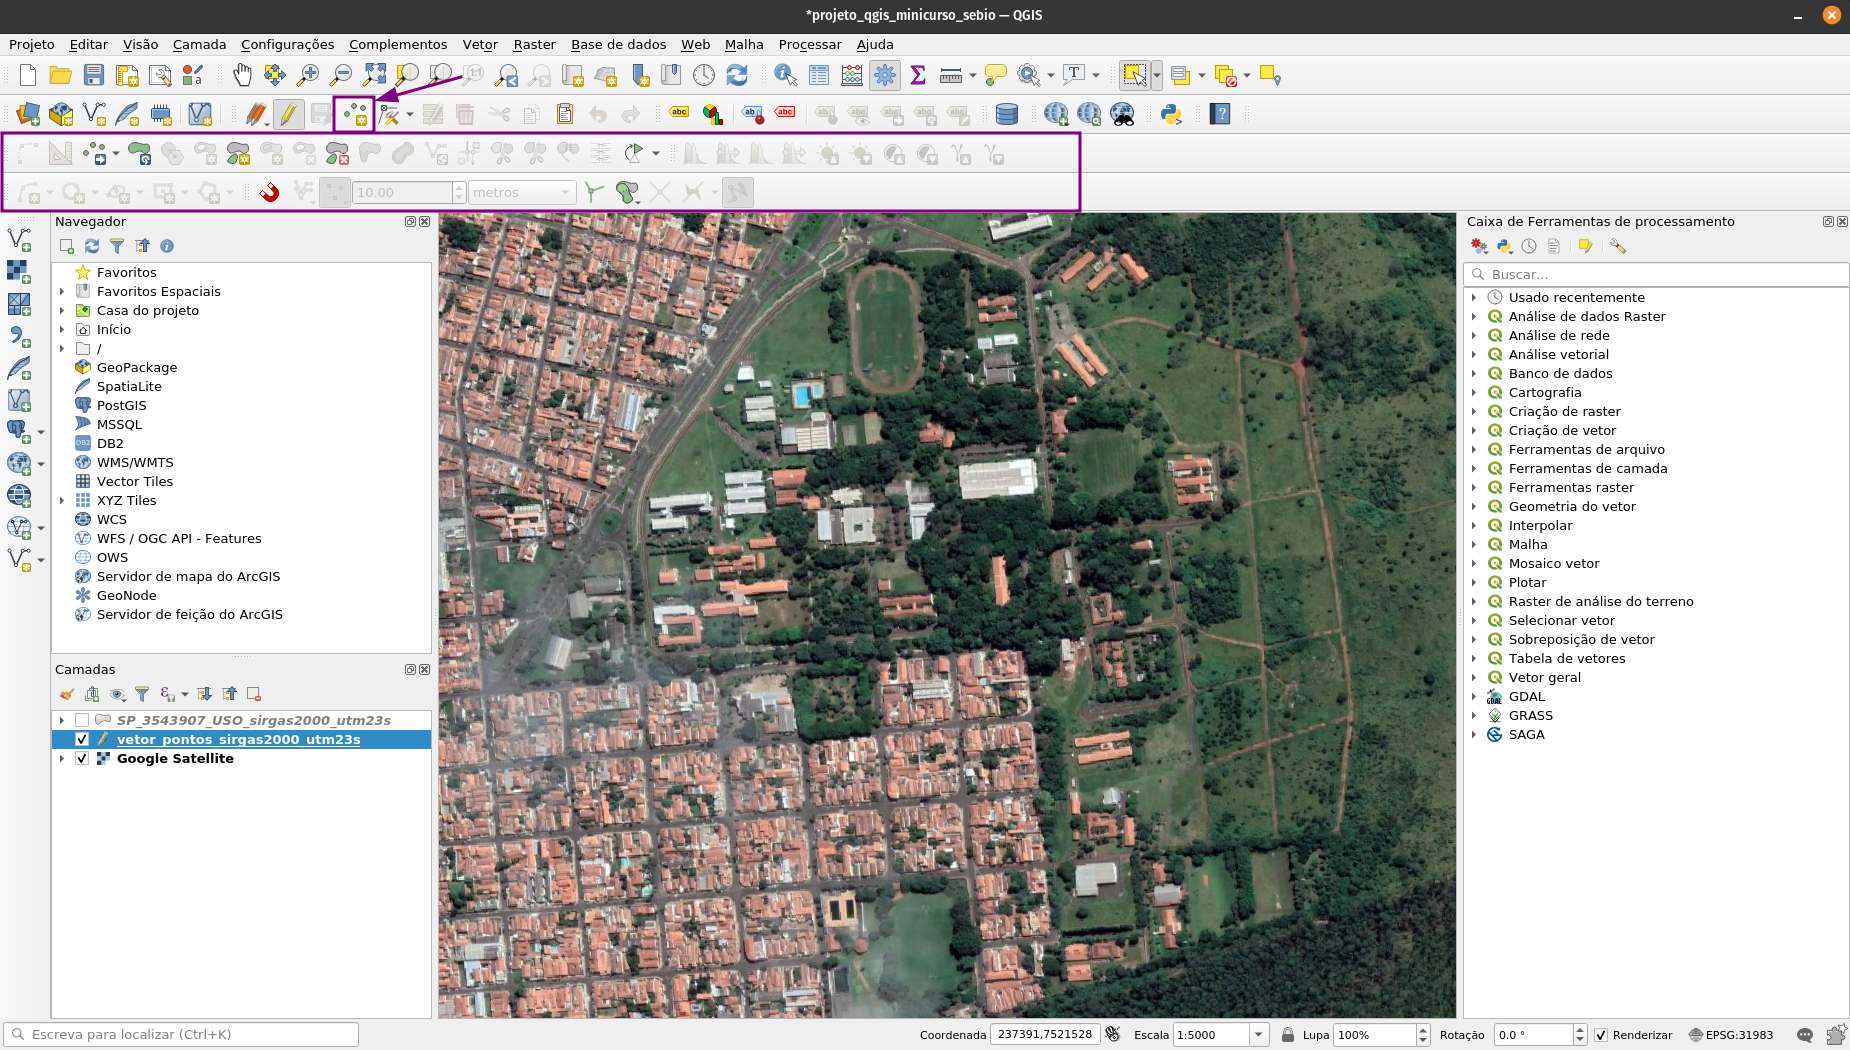 *projeto_qgis_minicurso_sebio — QGIS
Projeto Editar Visão Camada Configurações Complementos Vetor Raster Base de dados Web Malha Processar Ajuda
1:1
T
abc abc abc
10.00 metros
Navegador
Favoritos
Favoritos Espaciais
Casa do projeto
Início
/
GeoPackage
SpatiaLite
PostGIS
MSSQL
DB2
WMS/WMTS
Vector Tiles
XYZ Tiles
WCS
WFS / OGC API - Features
OWS
Servidor de mapa do ArcGIS
GeoNode
Servidor de feição do ArcGIS
Camadas
SP_3543907_USO_sirgas2000_utm23s
vetor_pontos_sirgas2000_utm23s
Google Satellite
Caixa de Ferramentas de processamento
Buscar...
Usado recentemente
Análise de dados Raster
Análise de rede
Análise vetorial
Banco de dados
Cartografia
Criação de raster
Criação de vetor
Ferramentas de arquivo
Ferramentas de camada
Ferramentas raster
Geometria do vetor
Interpolar
Malha
Mosaico vetor
Plotar
Raster de análise do terreno
Selecionar vetor
Sobreposição de vetor
Tabela de vetores
Vetor geral
GDAL
GRASS
SAGA
Escreva para localizar (Ctrl+K) Coordenada 237391,7521528 Escala 1:5000 Lupa 100% Rotação 0.0 ° Renderizar EPSG:31983